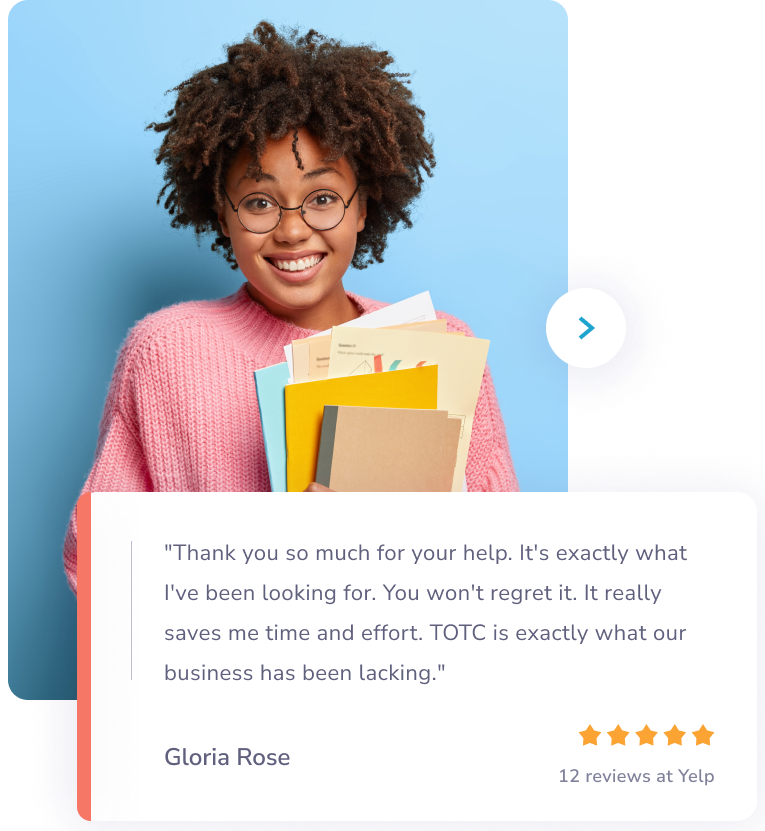 "Thank you so much for your help. It's exactly what
I've been looking for. You won't regret it. It really
saves me time and effort. TOTC is exactly what our
business has been lacking."
Gloria Rose
12 reviews at Yelp